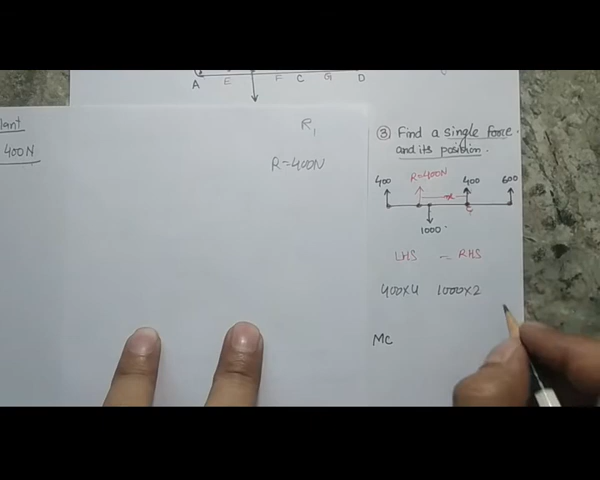 A E F C G D
R₁
400N
R=400N
③ Find a single force.
and its position.
400 R=400N 400 600
x
C
1000
LHS = RHS
400×4 1000×2
MC